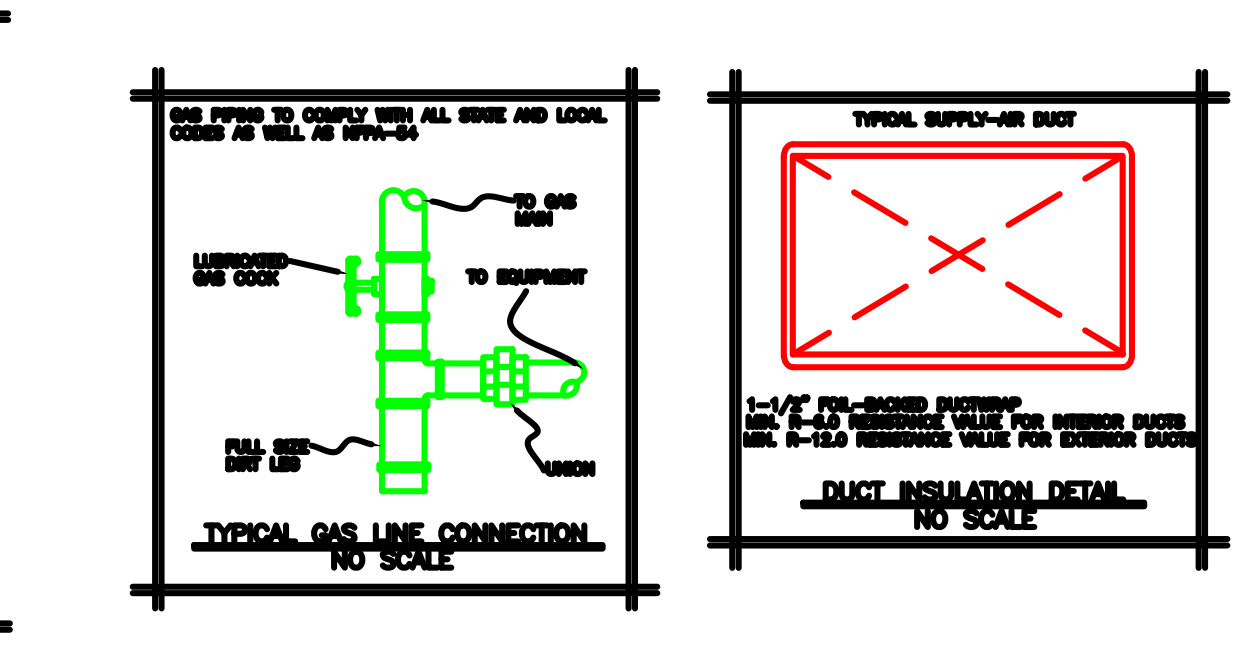 GAS PIPING TO COMPLY WITH ALL STATE AND LOCAL
CODES AS WELL AS NFPA-54
TO GAS
MAIN
LUBRICATED
GAS COCK
TO EQUIPMENT
FULL SIZE
DIRT LEG
UNION
TYPICAL GAS LINE CONNECTION
NO SCALE
TYPICAL SUPPLY-AIR DUCT
1-1/2" FOIL-BACKED DUCTWRAP
MIN. R-6.0 RESISTANCE VALUE FOR INTERIOR DUCTS
MIN. R-12.0 RESISTANCE VALUE FOR EXTERIOR DUCTS
DUCT INSULATION DETAIL
NO SCALE